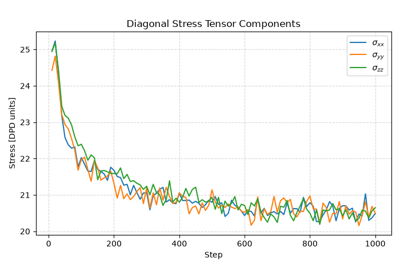 Diagonal Stress Tensor Components
25
24
23
22
21
20
Stress [DPD units]
σxx
σyy
σzz
0
200
400
600
800
1000
Step